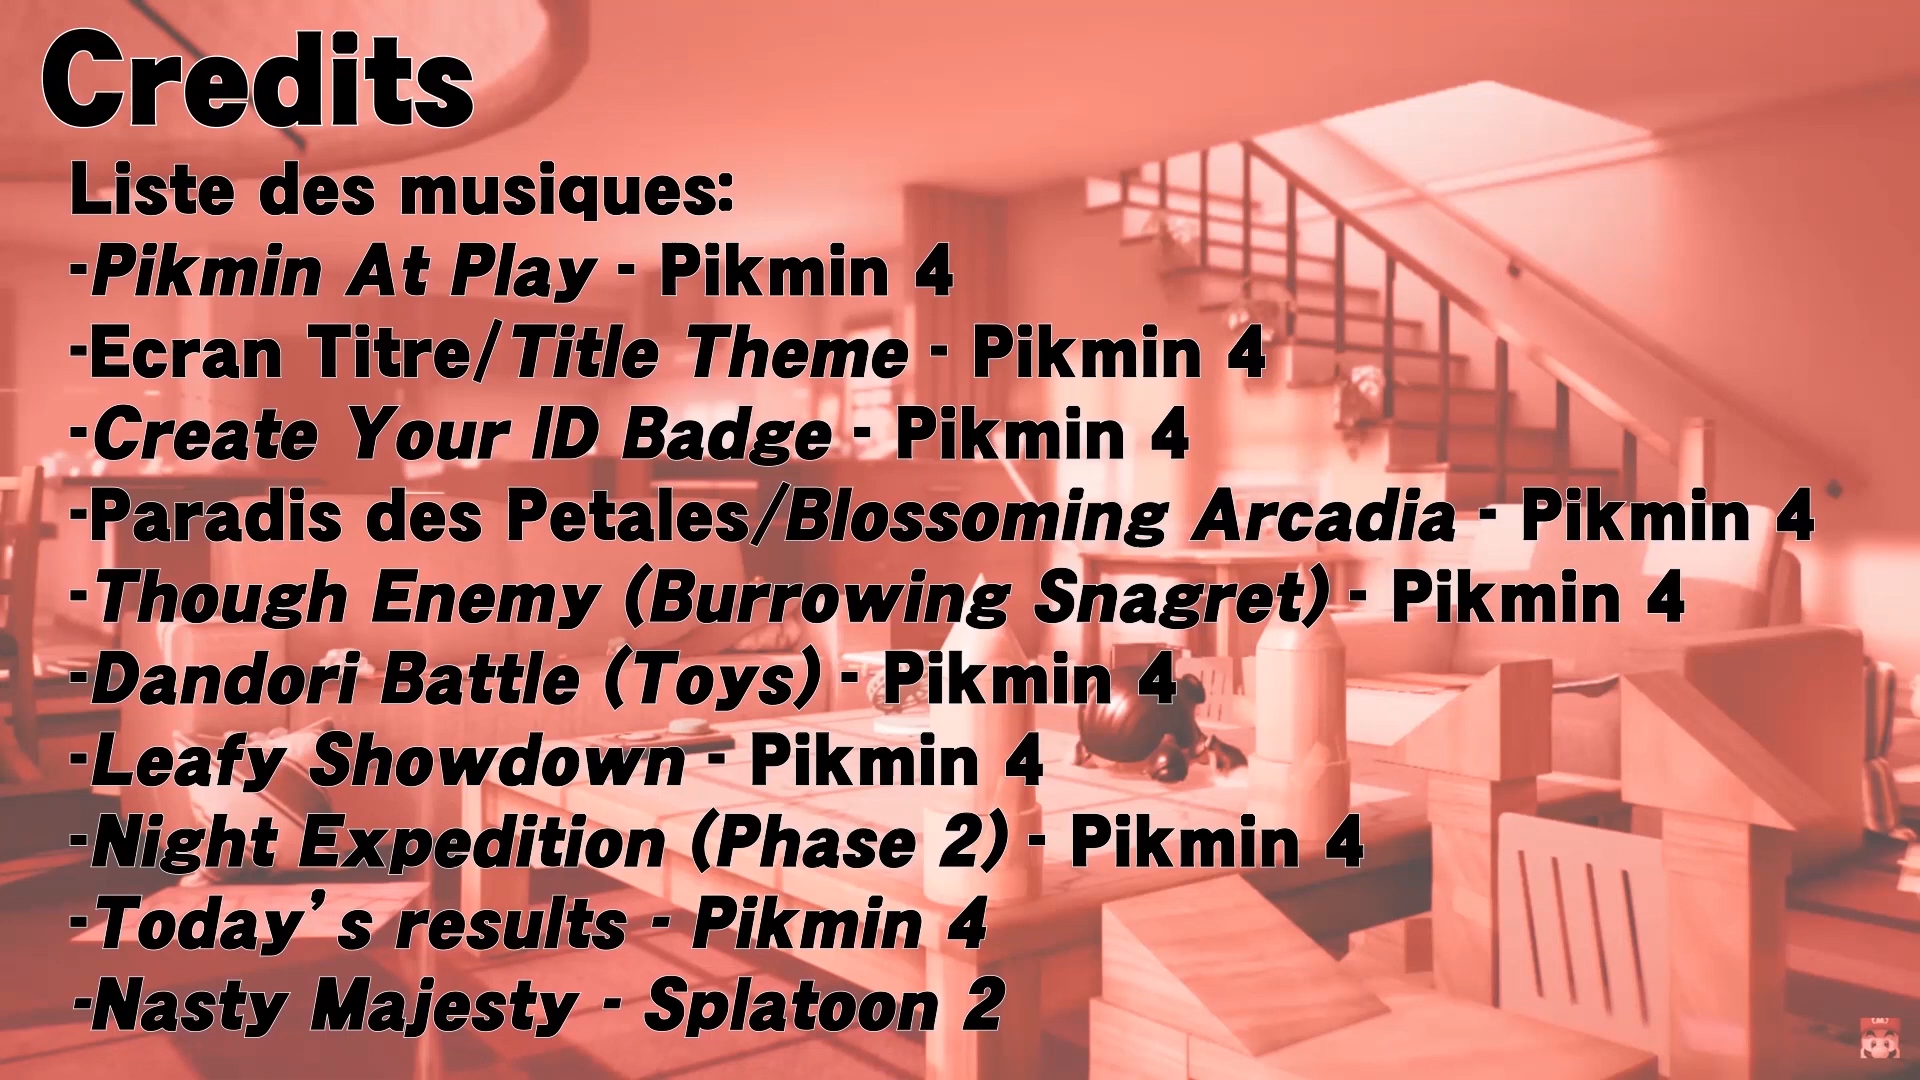 Credits
Liste des musiques:
-Pikmin At Play - Pikmin 4
-Ecran Titre/Title Theme - Pikmin 4
-Create Your ID Badge - Pikmin 4
-Paradis des Petales/Blossoming Arcadia - Pikmin 4
-Though Enemy (Burrowing Snagret) - Pikmin 4
-Dandori Battle (Toys) - Pikmin 4
-Leafy Showdown - Pikmin 4
-Night Expedition (Phase 2) - Pikmin 4
-Today’s results - Pikmin 4
-Nasty Majesty - Splatoon 2